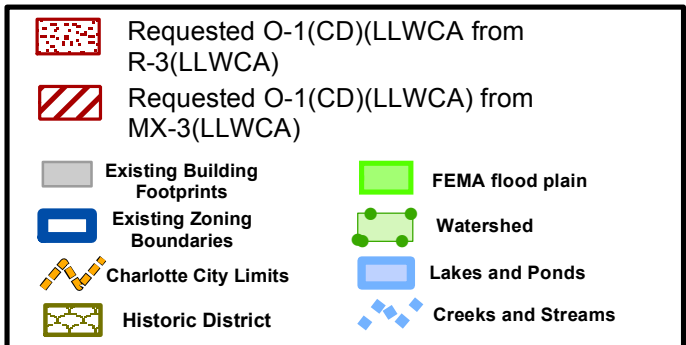 Requested O-1(CD)(LLWCA from
R-3(LLWCA)
Requested O-1(CD)(LLWCA) from
MX-3(LLWCA)
Existing Building
Footprints
Existing Zoning
Boundaries
Charlotte City Limits
Historic District
FEMA flood plain
Watershed
Lakes and Ponds
Creeks and Streams